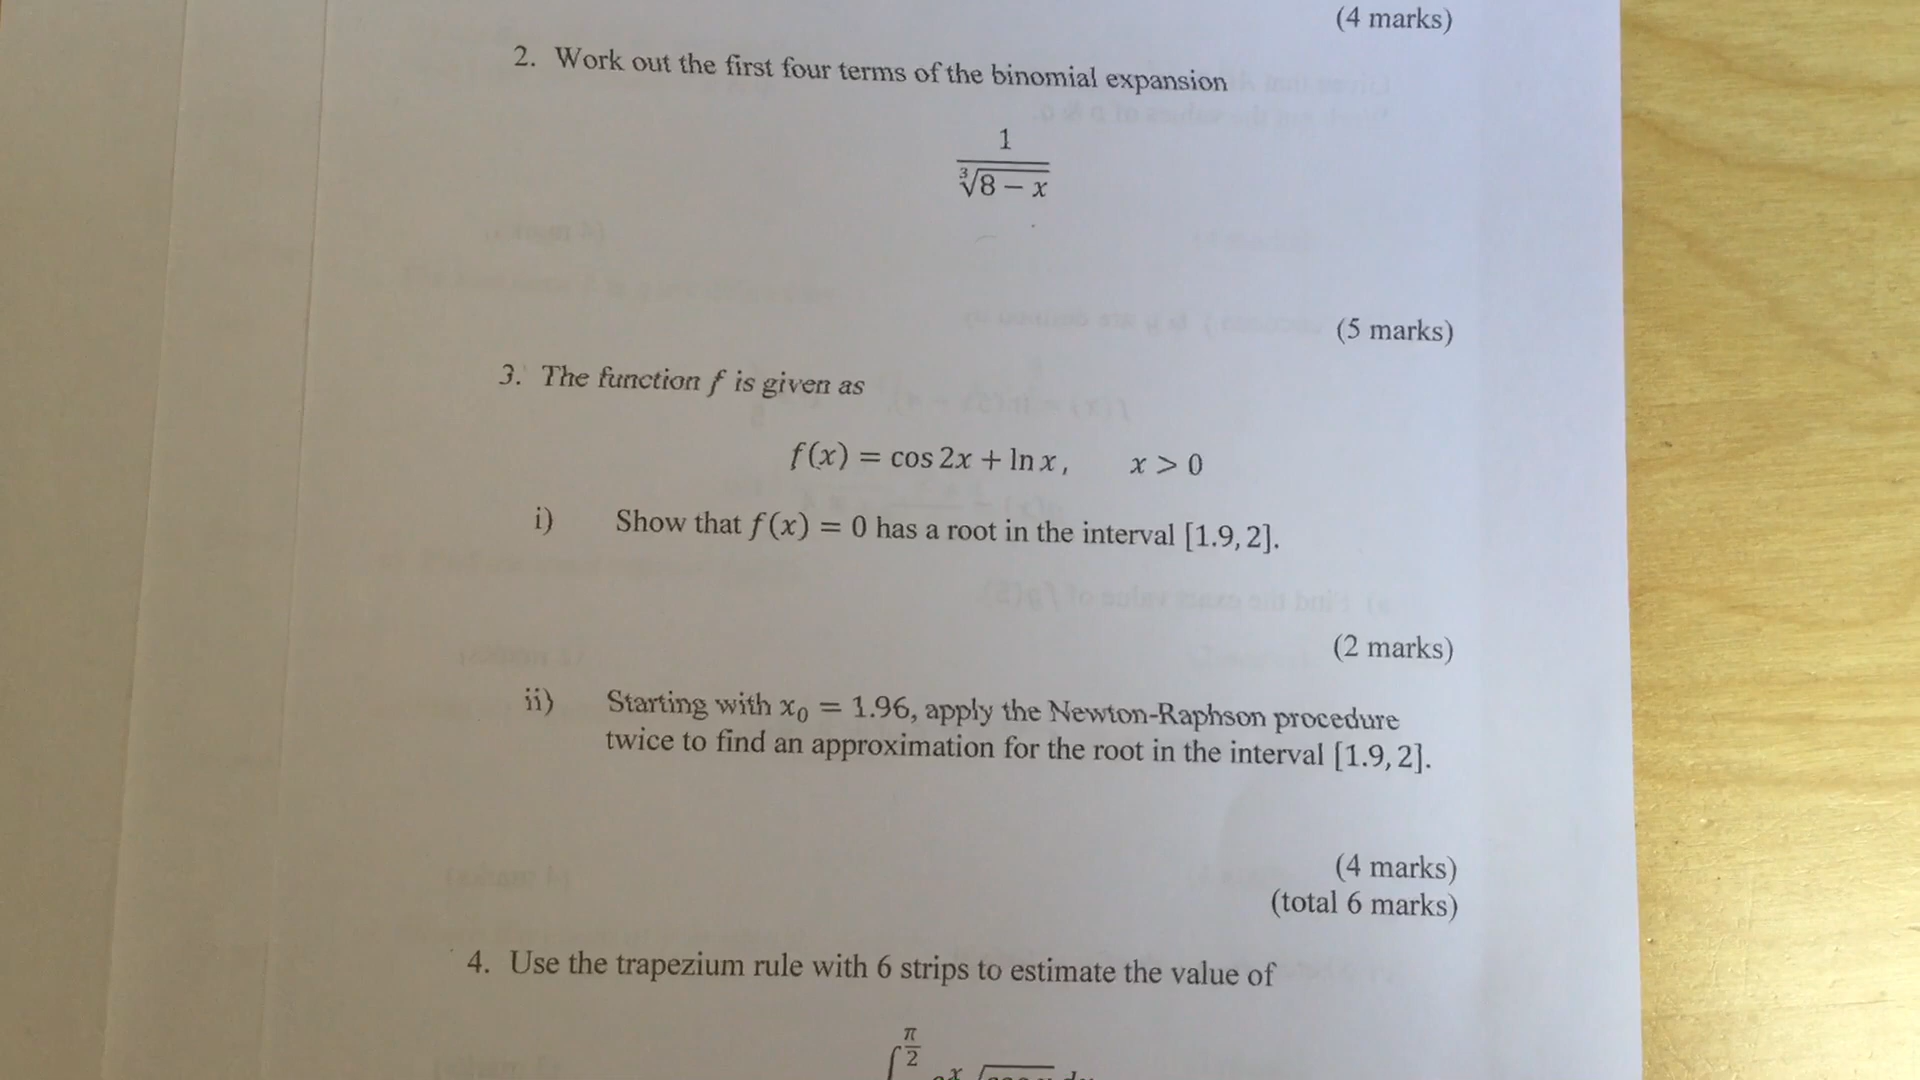 (4 marks)
2. Work out the first four terms of the binomial expansion
1
∛8 − x
(5 marks)
3. The function f is given as
f(x) = cos 2x + ln x, x > 0
i) Show that f(x) = 0 has a root in the interval [1.9, 2].
(2 marks)
ii) Starting with x₀ = 1.96, apply the Newton-Raphson procedure
twice to find an approximation for the root in the interval [1.9, 2].
(4 marks)
(total 6 marks)
4. Use the trapezium rule with 6 strips to estimate the value of
∫ π/2